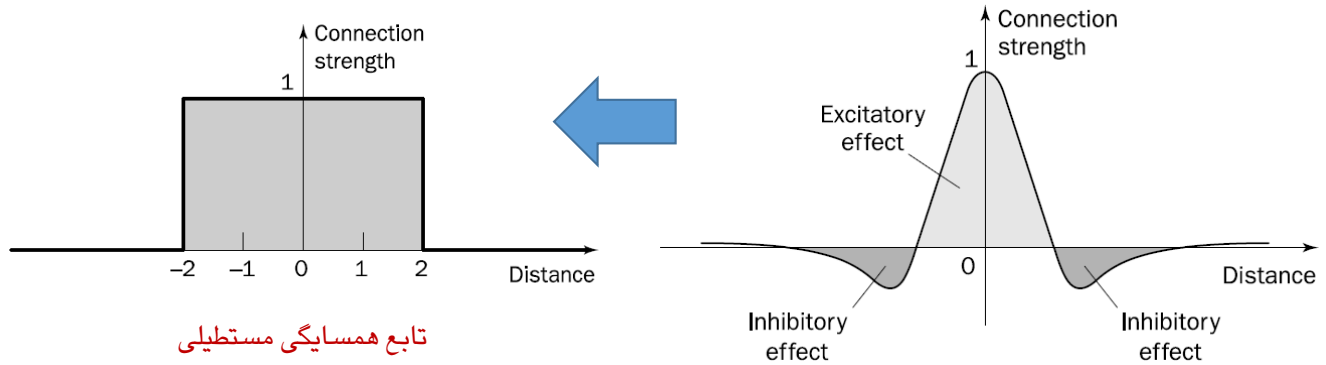 Connection
strength
1
–2 –1 0 1 2
Distance
تابع همسایگی مستطیلی
Connection
strength
1
Excitatory
effect
0
Distance
Inhibitory
effect
Inhibitory
effect